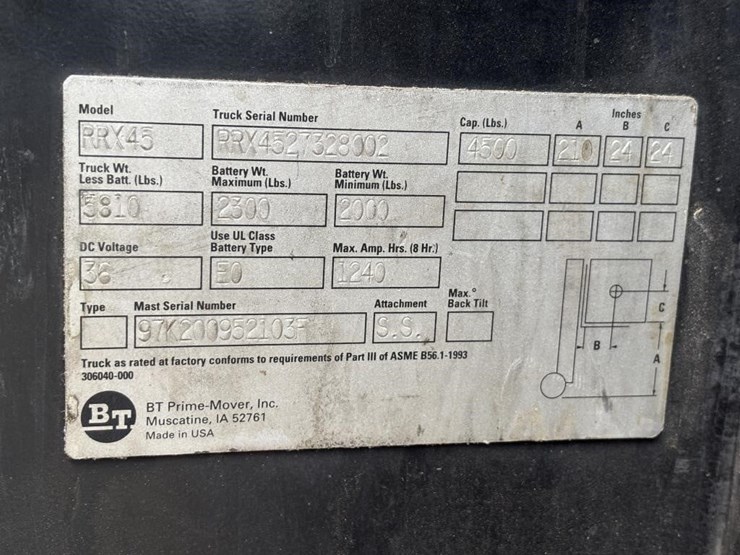 Model
Truck Serial Number
Cap. (Lbs.)
Inches
A B C
RRX45
RRX4527328002
4500
210 24 24
Truck Wt.
Less Batt. (Lbs.)
Battery Wt.
Maximum (Lbs.)
Battery Wt.
Minimum (Lbs.)
5810
2300
2000
DC Voltage
Use UL Class
Battery Type
Max. Amp. Hrs. (8 Hr.)
36
EO
1240
Type
Mast Serial Number
Attachment
Max.°
Back Tilt
S.S.
C
B
A
Truck as rated at factory conforms to requirements of Part III of ASME B56.1-1993
306040-000
BT
BT Prime-Mover, Inc.
Muscatine, IA 52761
Made in USA